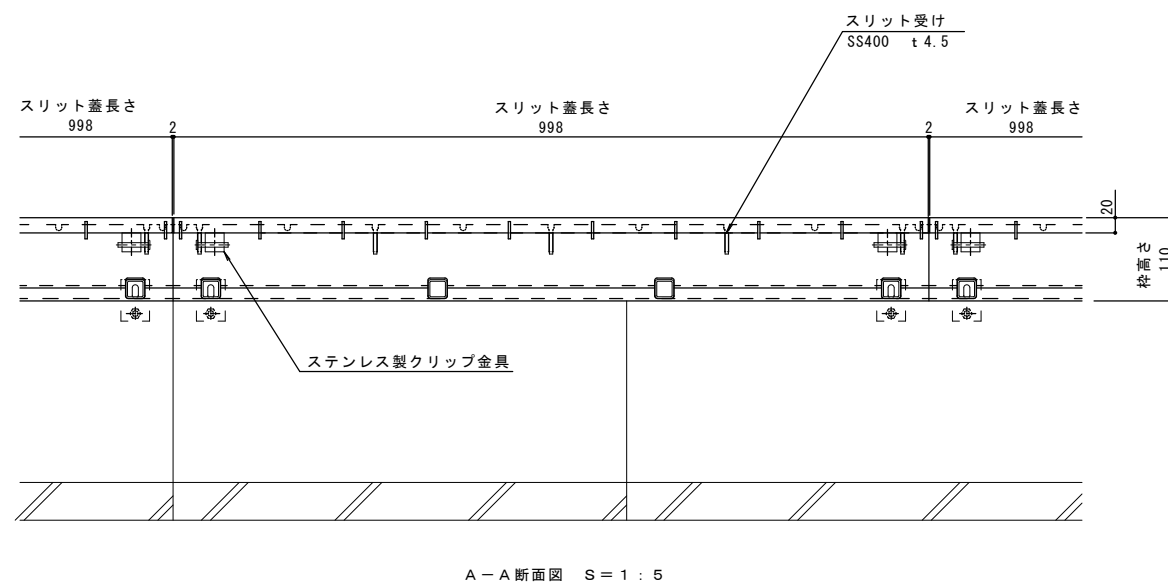 スリット受け
SS400 t4.5
スリット蓋長さ
998
2
スリット蓋長さ
998
2
スリット蓋長さ
998
20
枠高さ
110
ステンレス製クリップ金具
A-A断面図 S=1:5